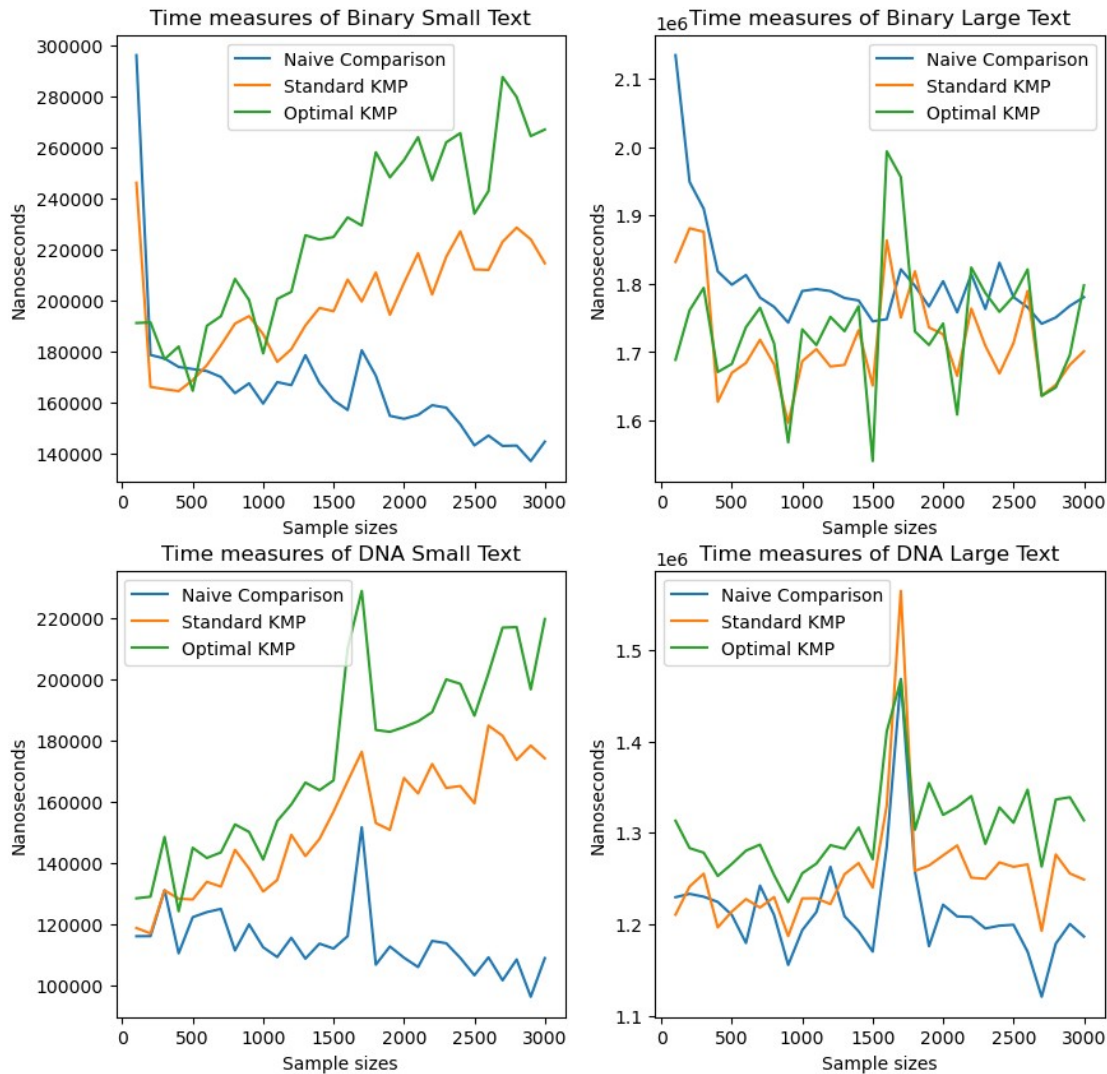 Time measures of Binary Small Text
300000
280000
260000
240000
220000
200000
180000
160000
140000
Nanoseconds
Naive Comparison
Standard KMP
Optimal KMP
0 500 1000 1500 2000 2500 3000
Sample sizes
Time measures of Binary Large Text
1e6
2.1
2.0
1.9
1.8
1.7
1.6
Nanoseconds
Naive Comparison
Standard KMP
Optimal KMP
0 500 1000 1500 2000 2500 3000
Sample sizes
Time measures of DNA Small Text
220000
200000
180000
160000
140000
120000
100000
Nanoseconds
Naive Comparison
Standard KMP
Optimal KMP
0 500 1000 1500 2000 2500 3000
Sample sizes
Time measures of DNA Large Text
1e6
1.5
1.4
1.3
1.2
1.1
Nanoseconds
Naive Comparison
Standard KMP
Optimal KMP
0 500 1000 1500 2000 2500 3000
Sample sizes